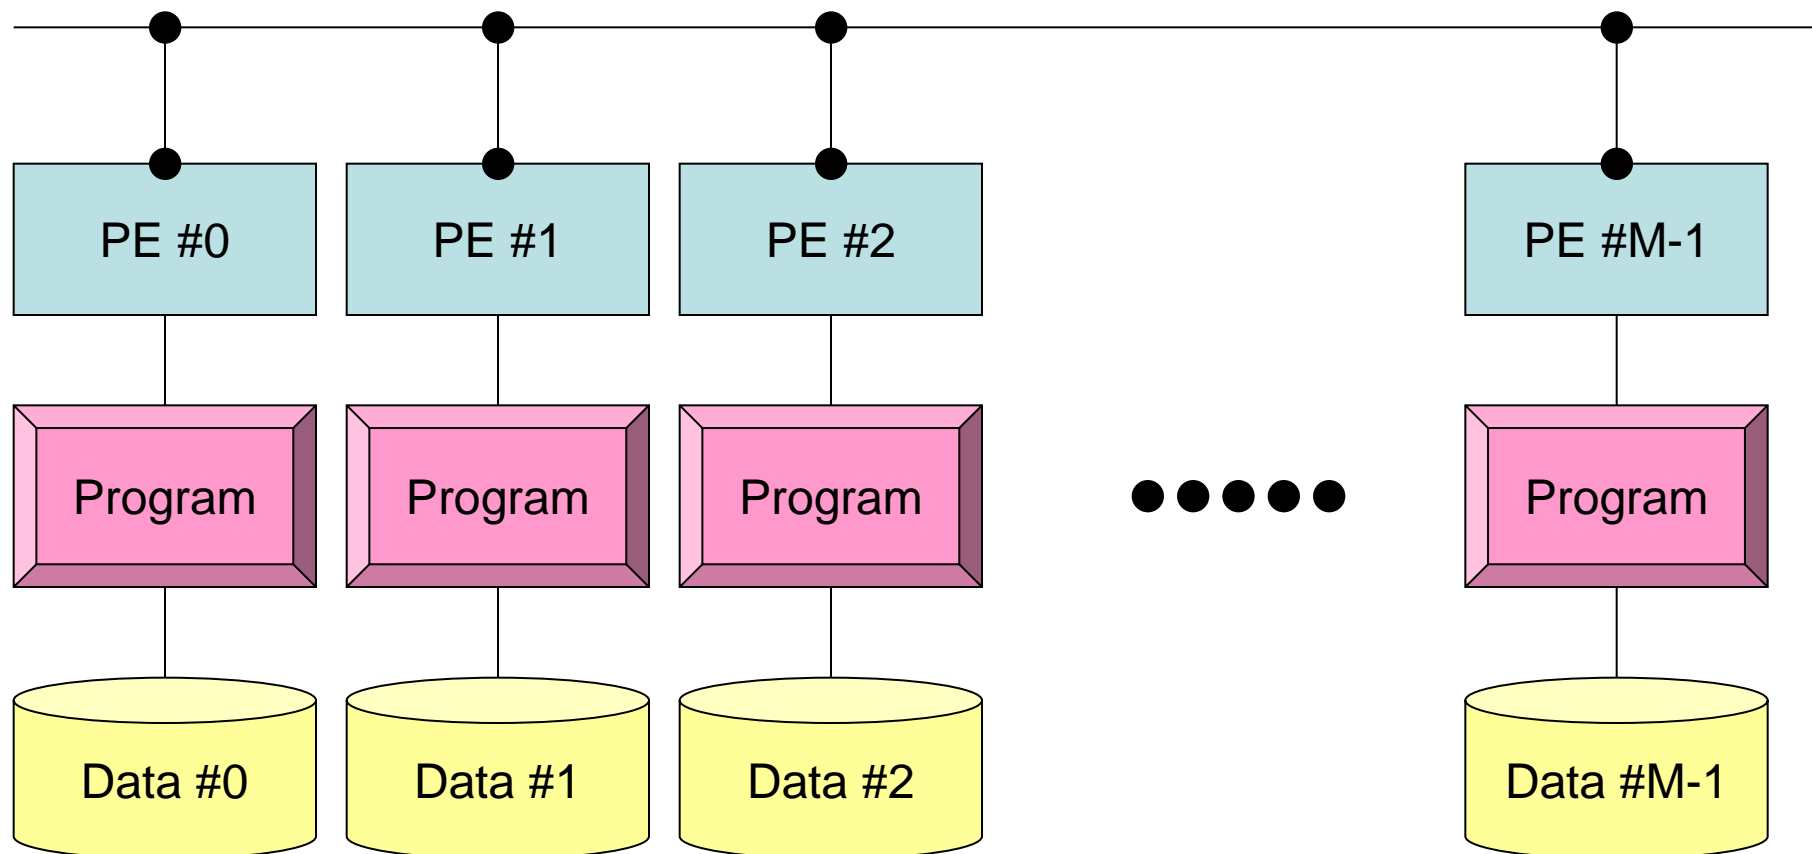 PE #0
PE #1
PE #2
PE #M-1
Program
Program
Program
Program
Data #0
Data #1
Data #2
Data #M-1